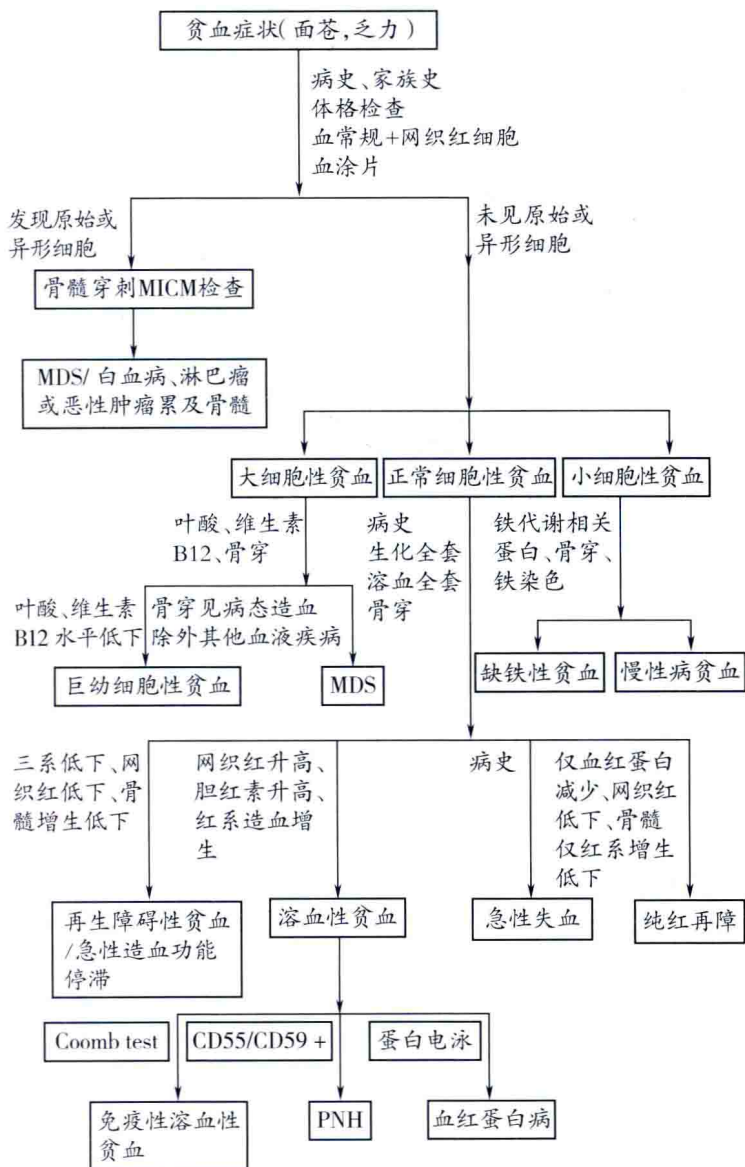 贫血症状(面苍,乏力)
病史、家族史
体格检查
血常规+网织红细胞
血涂片
发现原始或
异形细胞
未见原始或
异形细胞
骨髓穿刺MICM检查
MDS/白血病、淋巴瘤
或恶性肿瘤累及骨髓
大细胞性贫血
正常细胞性贫血
小细胞性贫血
叶酸、维生素
B12、骨穿
病史
生化全套
溶血全套
骨穿
铁代谢相关
蛋白、骨穿、
铁染色
叶酸、维生素
B12水平低下
骨穿见病态造血
除外其他血液疾病
巨幼细胞性贫血
MDS
缺铁性贫血
慢性病贫血
三系低下、网
织红低下、骨
髓增生低下
网织红升高、
胆红素升高、
红系造血增
生
病史
仅血红蛋白
减少、网织红
低下、骨髓
仅红系增生
低下
再生障碍性贫血
/急性造血功能
停滞
溶血性贫血
急性失血
纯红再障
Coomb test
CD55/CD59 +
蛋白电泳
免疫性溶血性
贫血
PNH
血红蛋白病